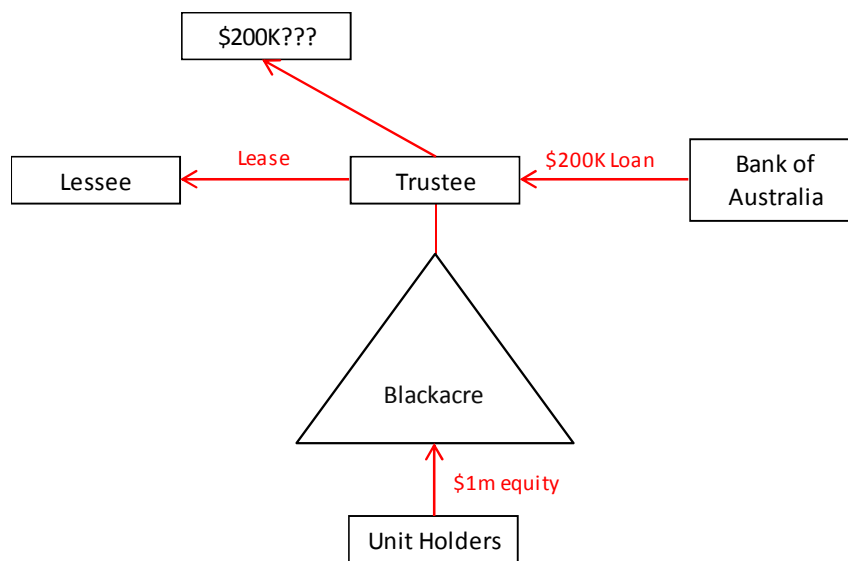 $200K???
Lease
$200K Loan
Lessee
Trustee
Bank of
Australia
Blackacre
$1m equity
Unit Holders